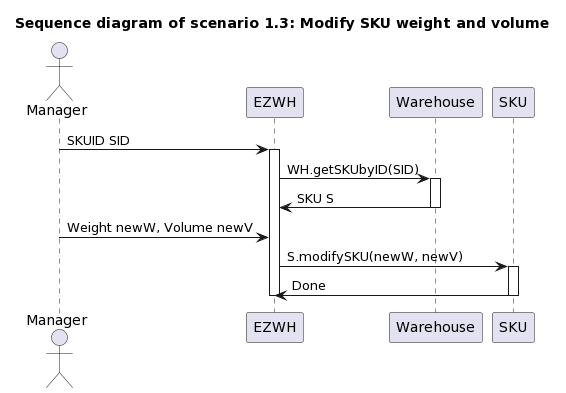 Sequence diagram of scenario 1.3: Modify SKU weight and volume
Manager
EZWH
Warehouse
SKU
SKUID SID
WH.getSKUbyID(SID)
SKU S
Weight newW, Volume newV
S.modifySKU(newW, newV)
Done
Manager
EZWH
Warehouse
SKU